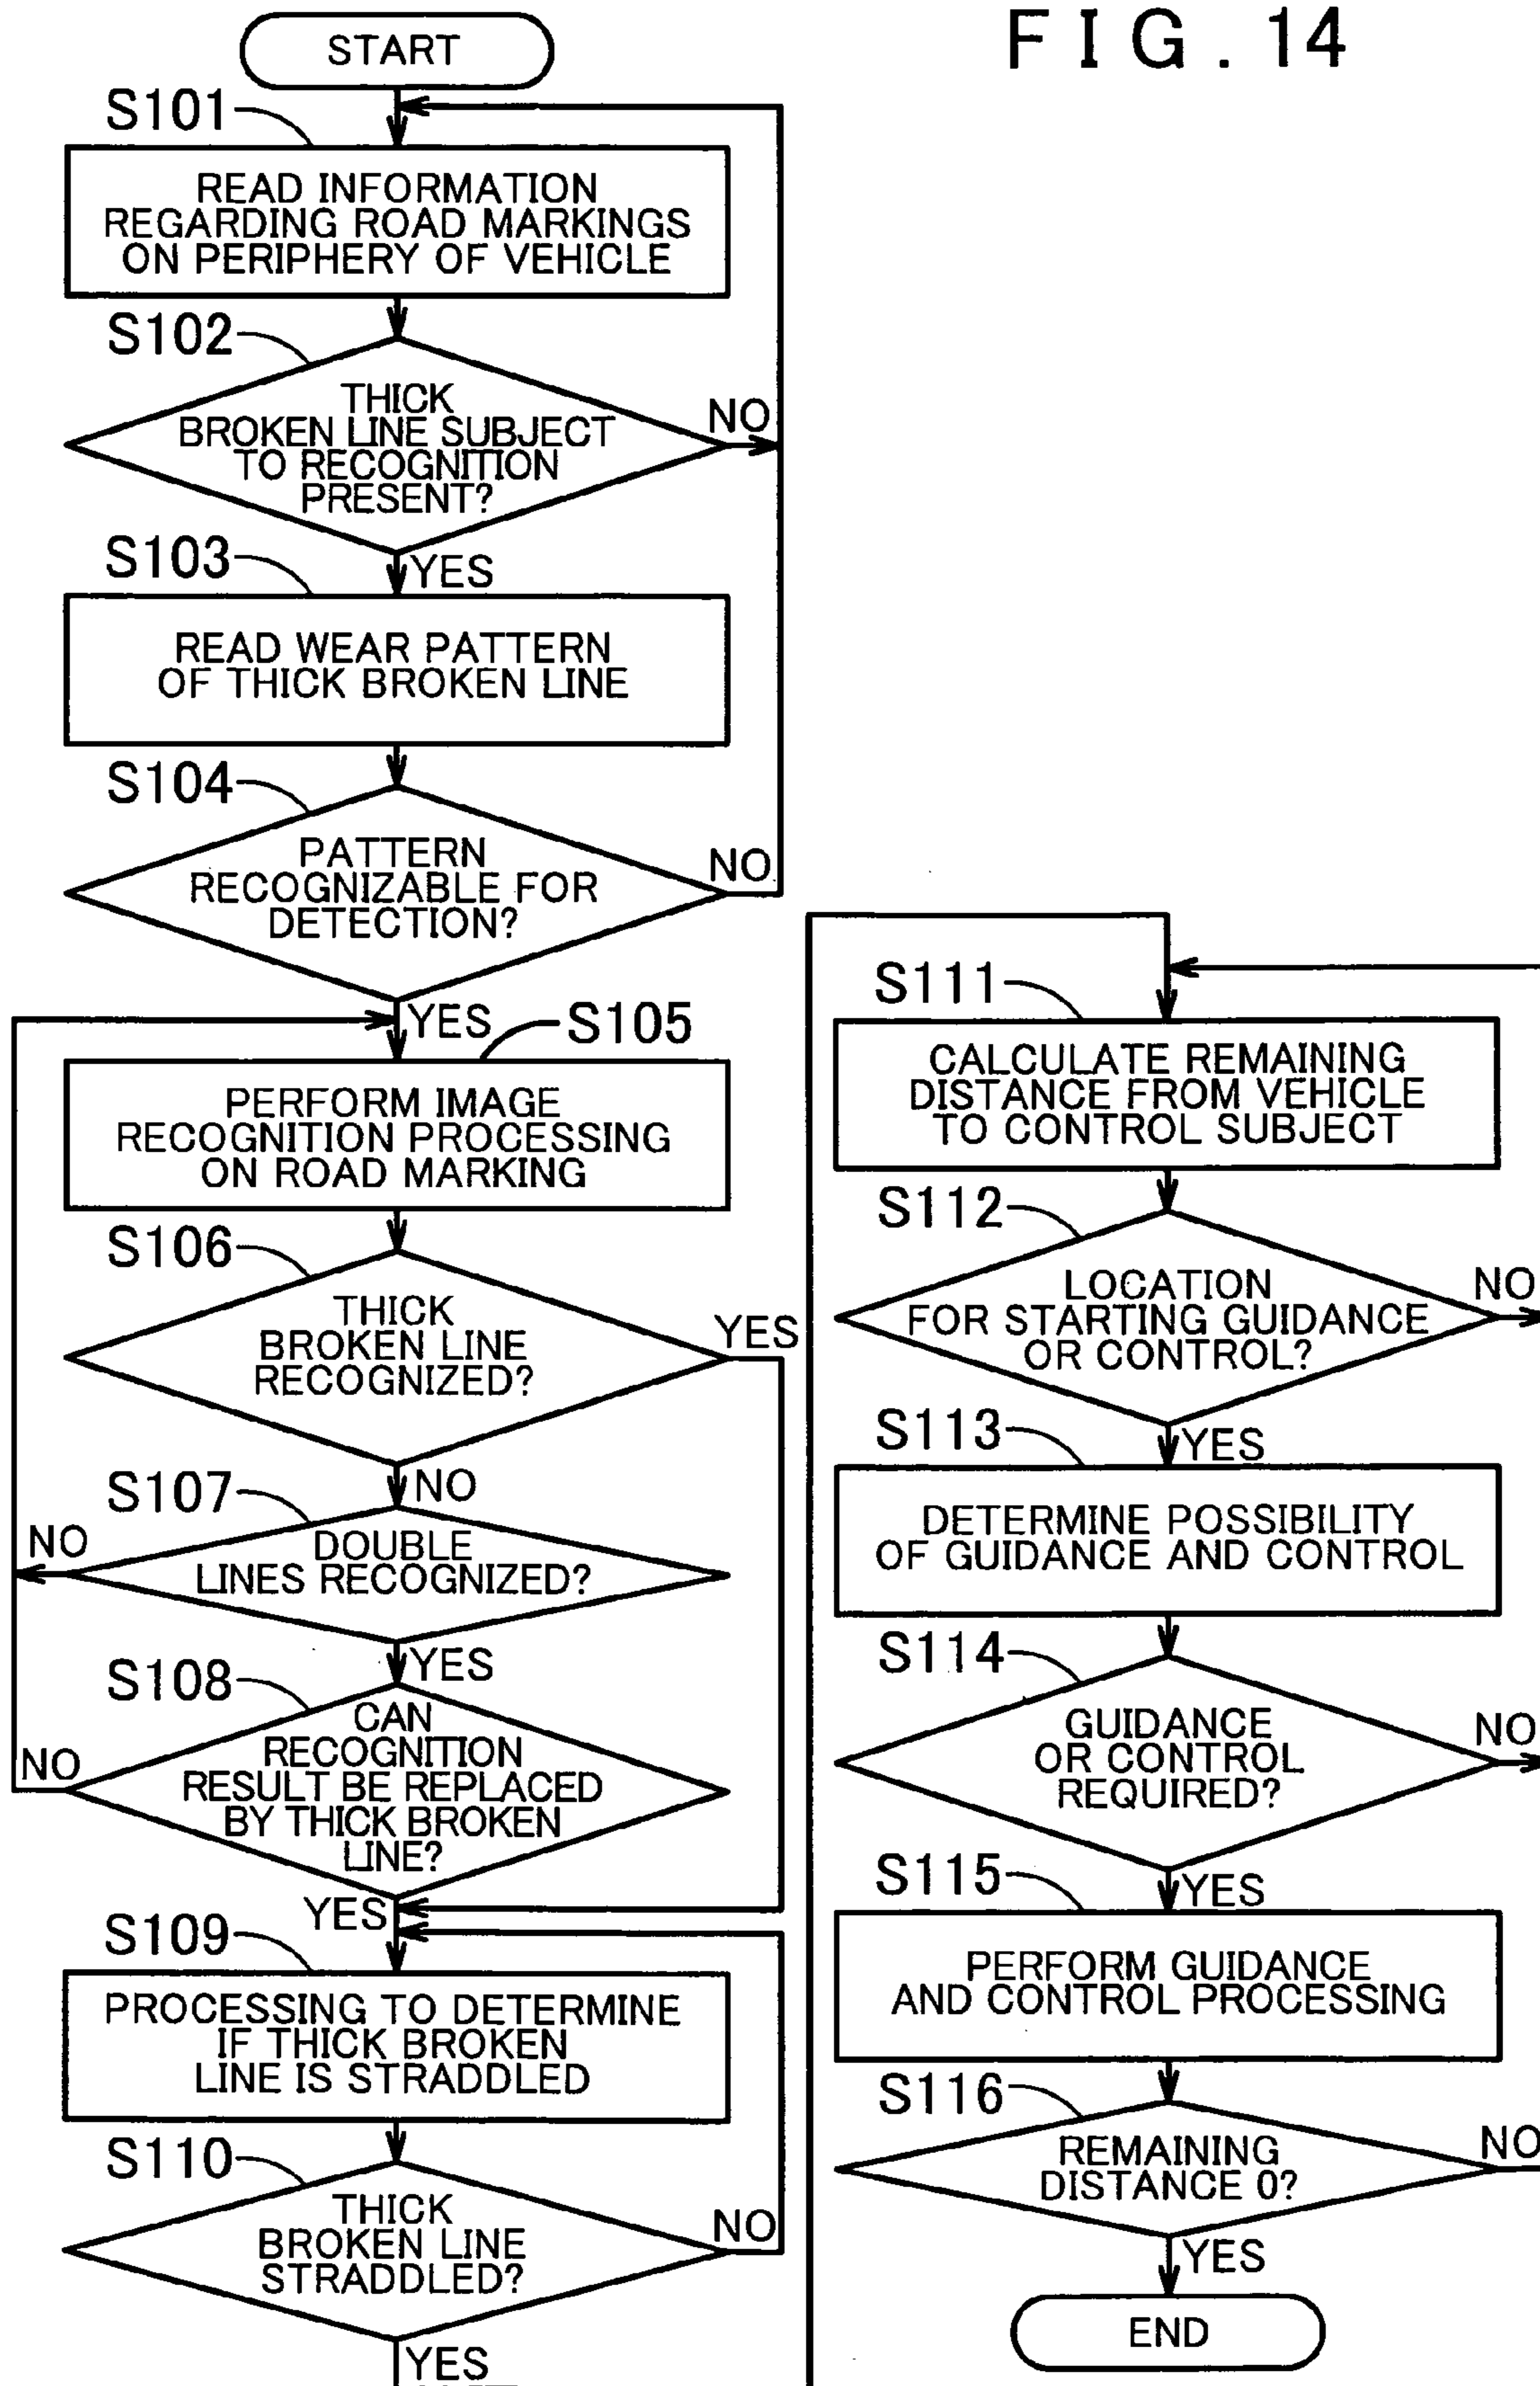 FIG. 14
START
S101
READ INFORMATION
REGARDING ROAD MARKINGS
ON PERIPHERY OF VEHICLE
S102
THICK
BROKEN LINE SUBJECT
TO RECOGNITION
PRESENT?
NO
YES
S103
READ WEAR PATTERN
OF THICK BROKEN LINE
S104
PATTERN
RECOGNIZABLE FOR
DETECTION?
NO
YES
S105
PERFORM IMAGE
RECOGNITION PROCESSING
ON ROAD MARKING
S106
THICK
BROKEN LINE
RECOGNIZED?
YES
NO
S107
DOUBLE
LINES RECOGNIZED?
NO
YES
S108
CAN
RECOGNITION
RESULT BE REPLACED
BY THICK BROKEN
LINE?
NO
YES
S109
PROCESSING TO DETERMINE
IF THICK BROKEN
LINE IS STRADDLED
S110
THICK
BROKEN LINE
STRADDLED?
NO
YES
S111
CALCULATE REMAINING
DISTANCE FROM VEHICLE
TO CONTROL SUBJECT
S112
LOCATION
FOR STARTING GUIDANCE
OR CONTROL?
NO
YES
S113
DETERMINE POSSIBILITY
OF GUIDANCE AND CONTROL
S114
GUIDANCE
OR CONTROL
REQUIRED?
NO
YES
S115
PERFORM GUIDANCE
AND CONTROL PROCESSING
S116
REMAINING
DISTANCE 0?
NO
YES
END